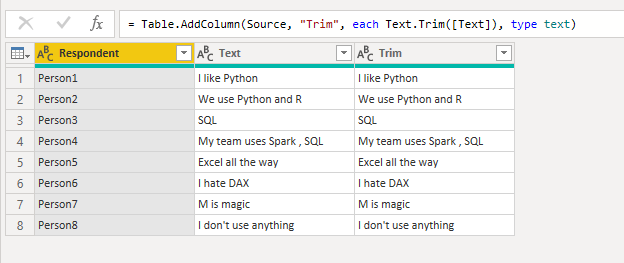 = Table.AddColumn(Source, "Trim", each Text.Trim([Text]), type text)
ABC Respondent ABC Text ABC Trim
1 Person1 I like Python I like Python
2 Person2 We use Python and R We use Python and R
3 Person3 SQL SQL
4 Person4 My team uses Spark , SQL My team uses Spark , SQL
5 Person5 Excel all the way Excel all the way
6 Person6 I hate DAX I hate DAX
7 Person7 M is magic M is magic
8 Person8 I don't use anything I don't use anything